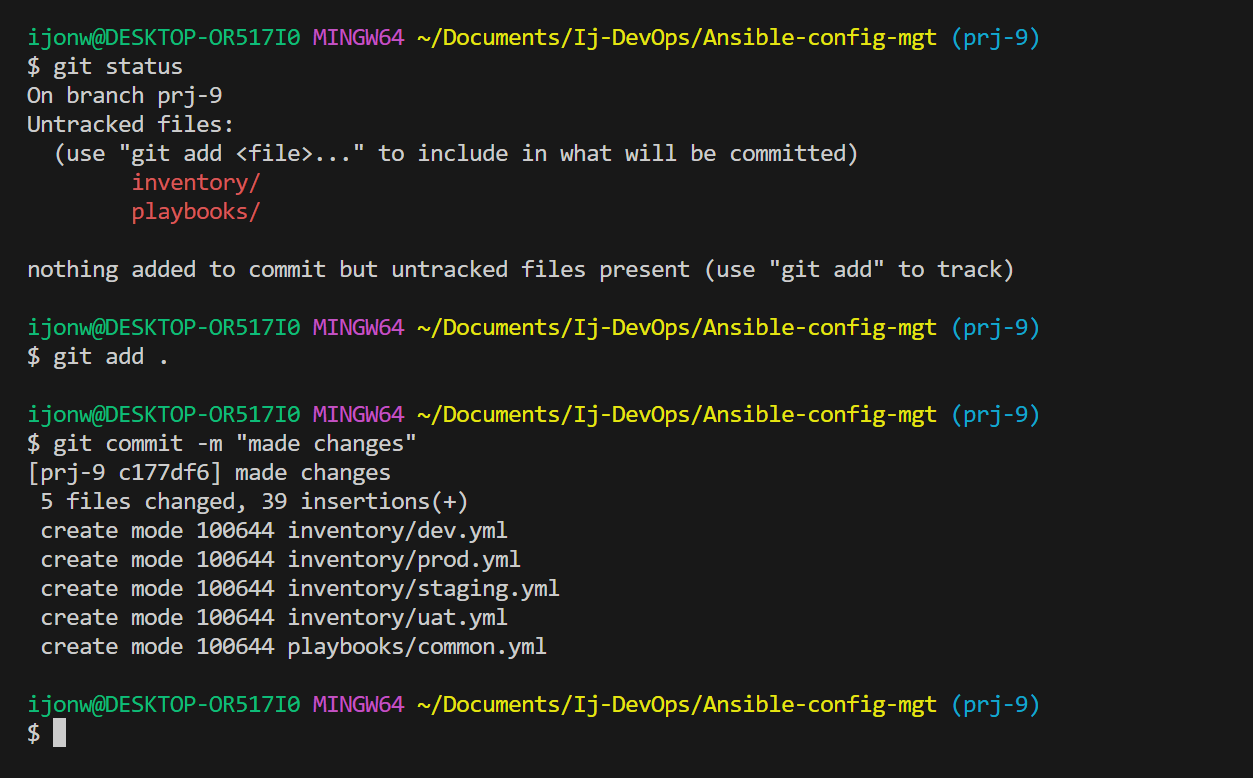 ijonw@DESKTOP-OR517I0 MINGW64 ~/Documents/Ij-DevOps/Ansible-config-mgt (prj-9)
$ git status
On branch prj-9
Untracked files:
  (use "git add <file>..." to include in what will be committed)
        inventory/
        playbooks/

nothing added to commit but untracked files present (use "git add" to track)

ijonw@DESKTOP-OR517I0 MINGW64 ~/Documents/Ij-DevOps/Ansible-config-mgt (prj-9)
$ git add .

ijonw@DESKTOP-OR517I0 MINGW64 ~/Documents/Ij-DevOps/Ansible-config-mgt (prj-9)
$ git commit -m "made changes"
[prj-9 c177df6] made changes
 5 files changed, 39 insertions(+)
 create mode 100644 inventory/dev.yml
 create mode 100644 inventory/prod.yml
 create mode 100644 inventory/staging.yml
 create mode 100644 inventory/uat.yml
 create mode 100644 playbooks/common.yml

ijonw@DESKTOP-OR517I0 MINGW64 ~/Documents/Ij-DevOps/Ansible-config-mgt (prj-9)
$